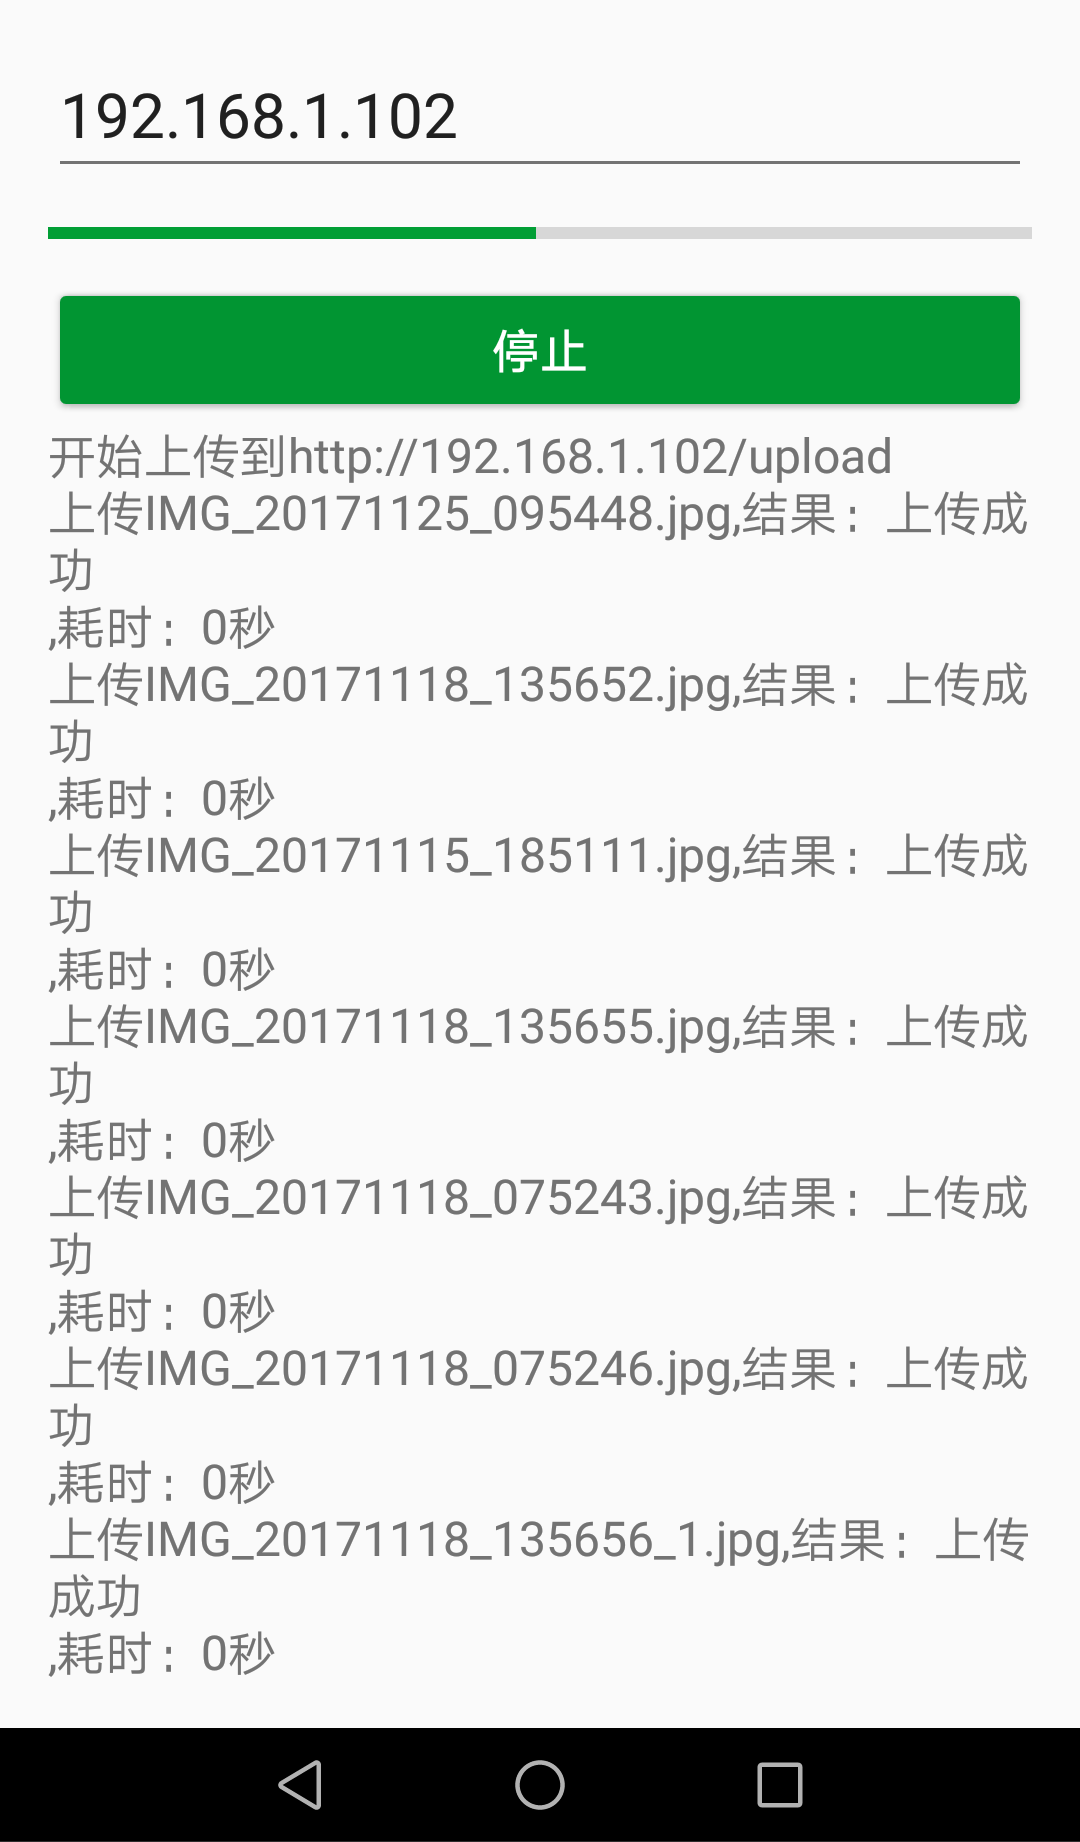 192.168.1.102
停止
开始上传到http://192.168.1.102/upload
上传IMG_20171125_095448.jpg,结果：上传成
功
,耗时：0秒
上传IMG_20171118_135652.jpg,结果：上传成
功
,耗时：0秒
上传IMG_20171115_185111.jpg,结果：上传成
功
,耗时：0秒
上传IMG_20171118_135655.jpg,结果：上传成
功
,耗时：0秒
上传IMG_20171118_075243.jpg,结果：上传成
功
,耗时：0秒
上传IMG_20171118_075246.jpg,结果：上传成
功
,耗时：0秒
上传IMG_20171118_135656_1.jpg,结果：上传
成功
,耗时：0秒